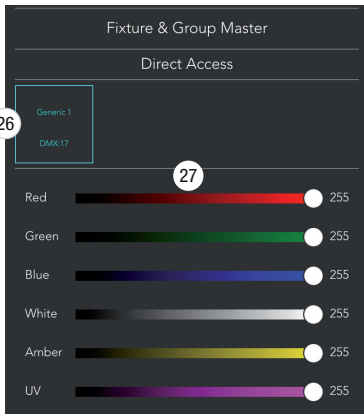 Fixture & Group Master
Direct Access
26
Generic 1
DMX:17
27
Red 255
Green 255
Blue 255
White 255
Amber 255
UV 255